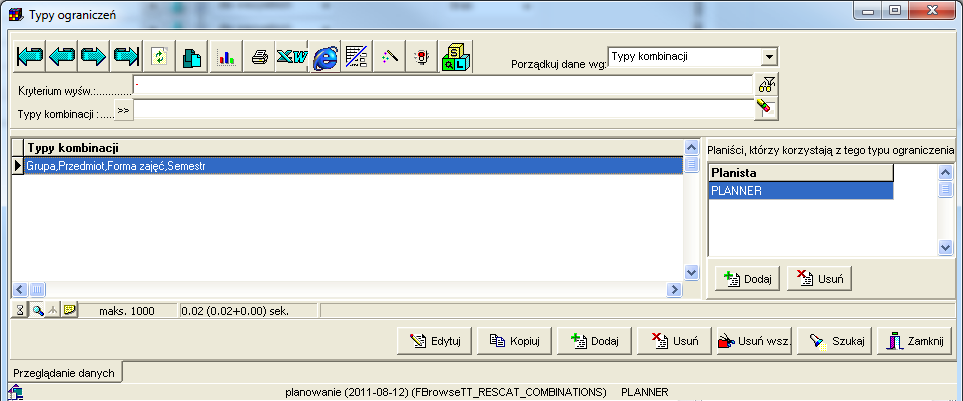 Typy ograniczeń
XW
S
Q L
Porządkuj dane wg: Typy kombinacji
Kryterium wyśw.:............
Typy kombinacji :..... >>
Typy kombinacji
Grupa,Przedmiot,Forma zajęć,Semestr
Planiści, którzy korzystają z tego typu ograniczenia
Planista
PLANNER
Dodaj Usuń
maks. 1000 0.02 (0.02+0.00) sek.
Edytuj Kopiuj Dodaj Usuń Usuń wsz. Szukaj Zamknij
Przeglądanie danych
planowanie (2011-08-12) (FBrowseTT_RESCAT_COMBINATIONS) PLANNER